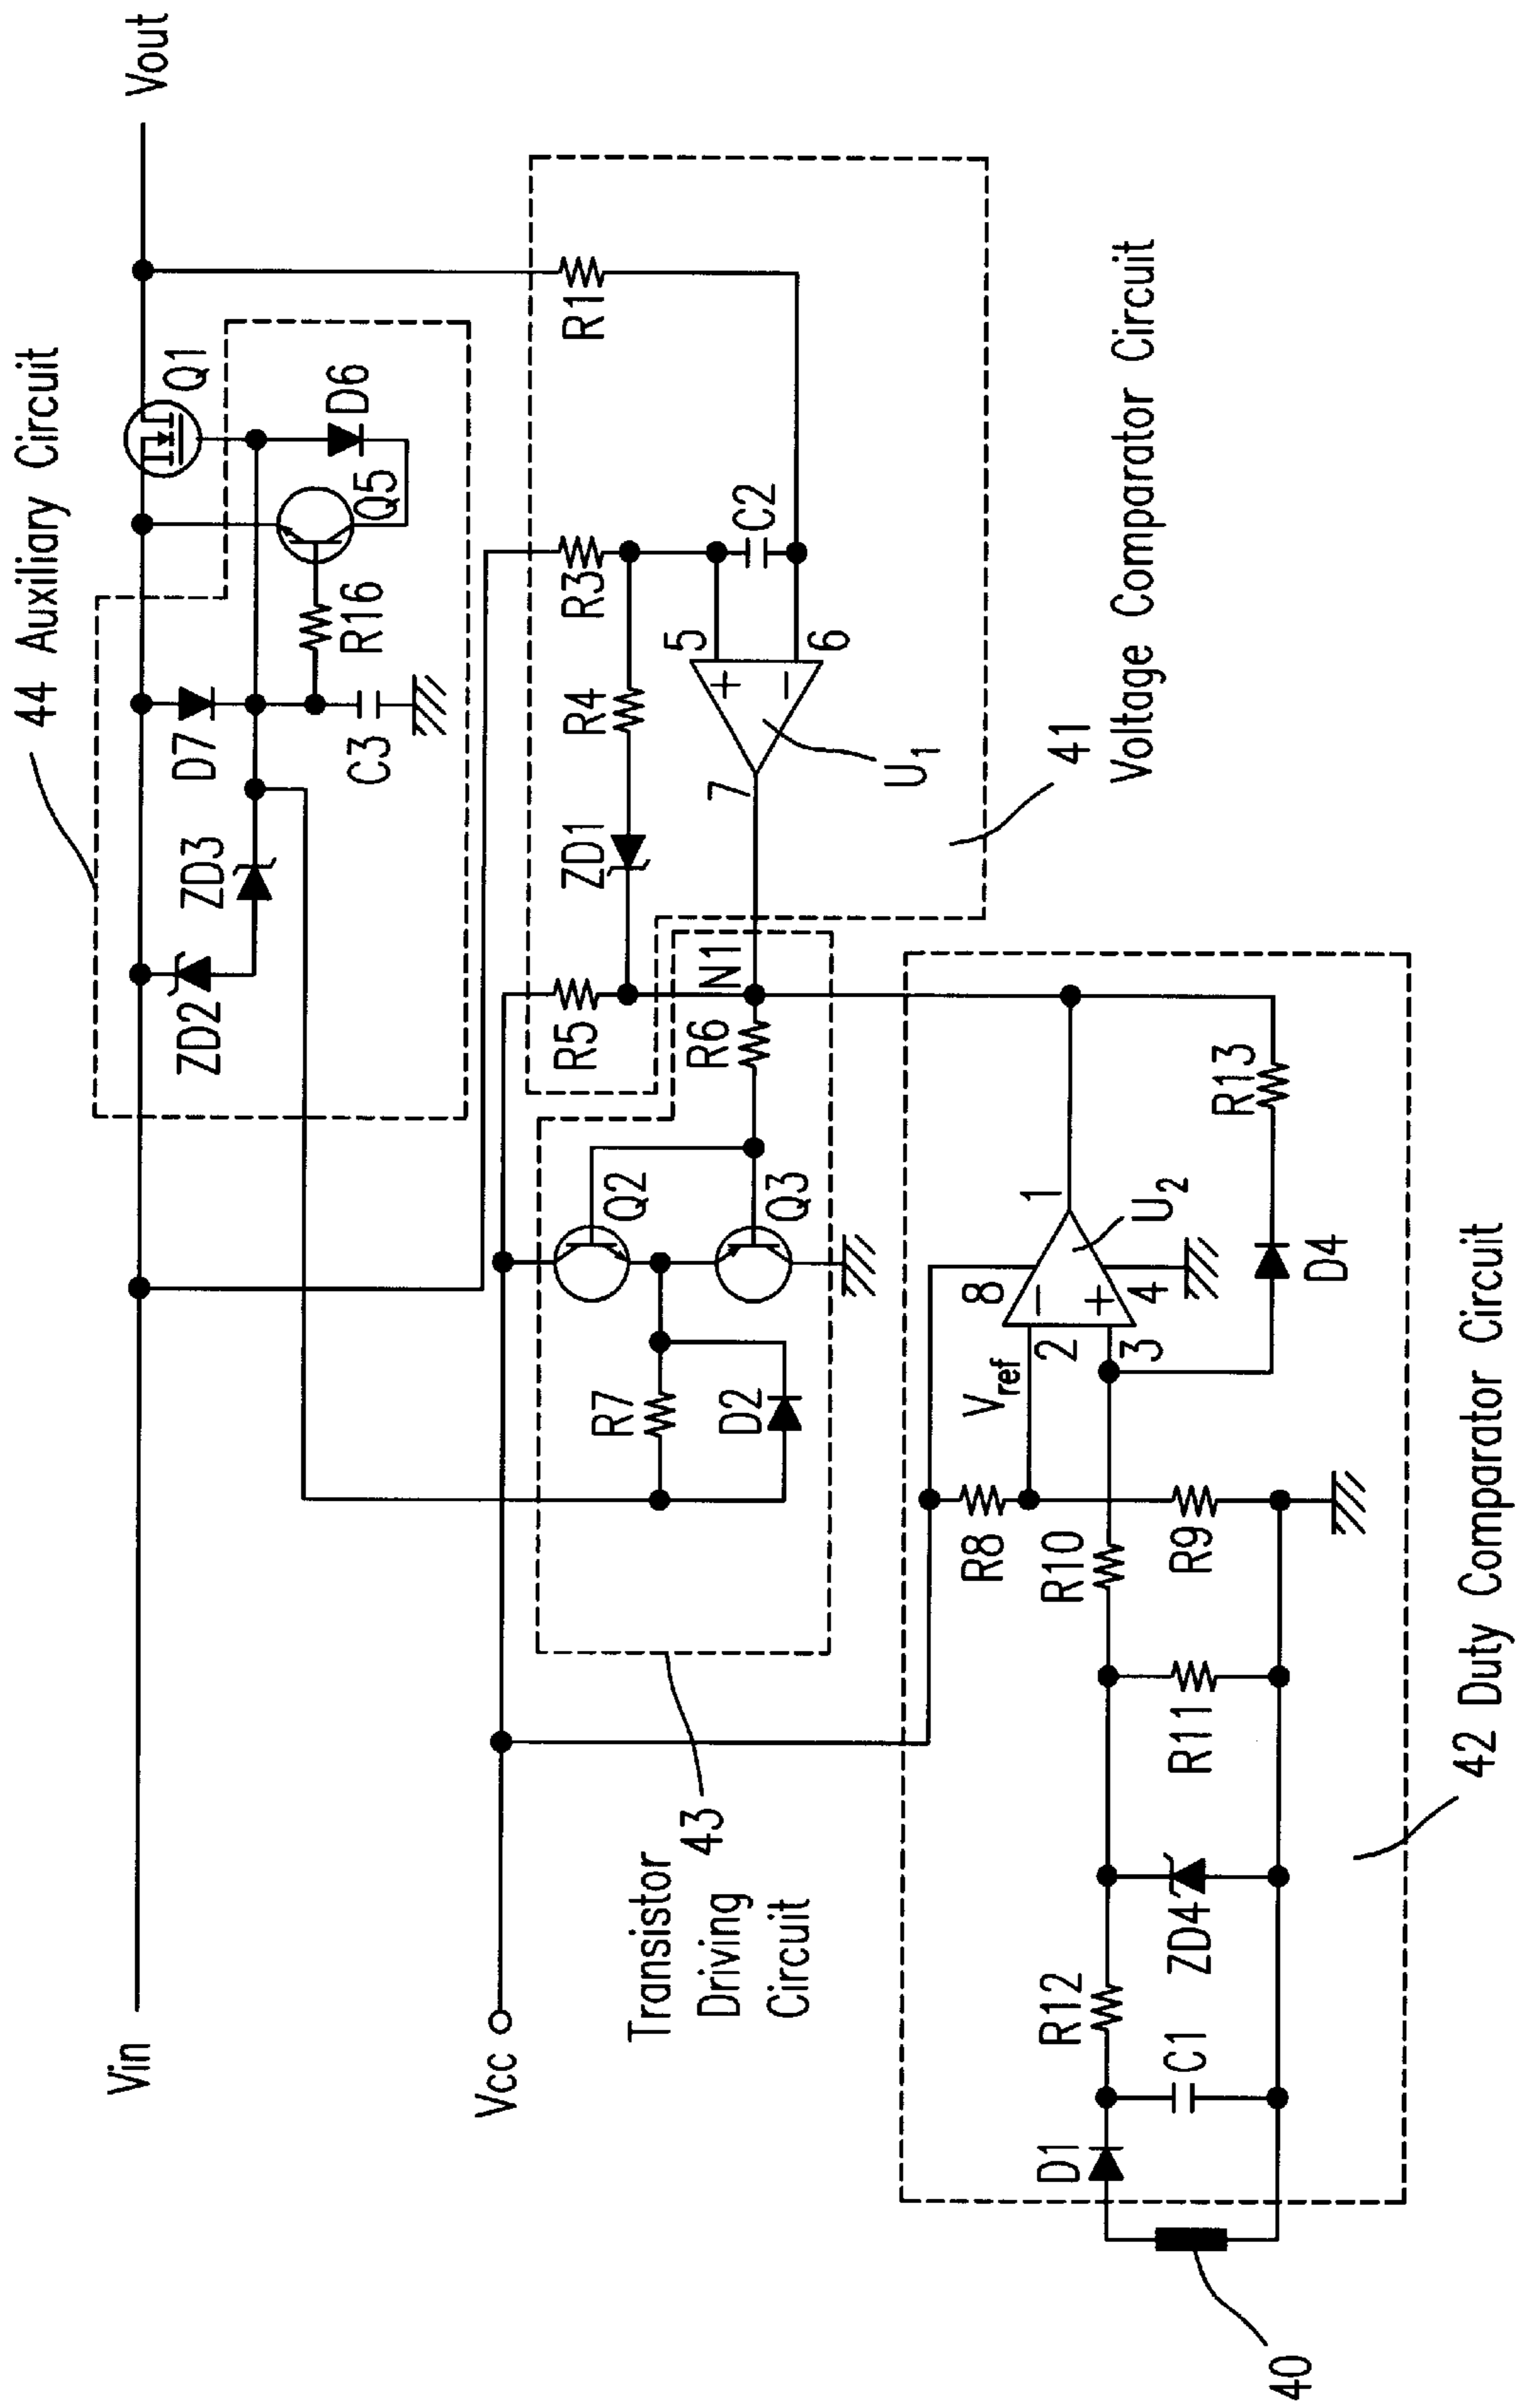 44 Auxiliary Circuit
Vin
Vout
ZD2
ZD3
D7
C3
R16
Q5
D6
Q1
Vcc
R5
ZD1
R4
R3
R1
C2
5
6
+
−
7
U1
41
Voltage Comparator Circuit
N1
R6
Q2
Q3
R7
D2
Transistor
Driving 43
Circuit
Vref
8
2
3
4
1
−
+
U2
R8
R9
R10
R11
R12
R13
D4
ZD4
C1
D1
40
42 Duty Comparator Circuit